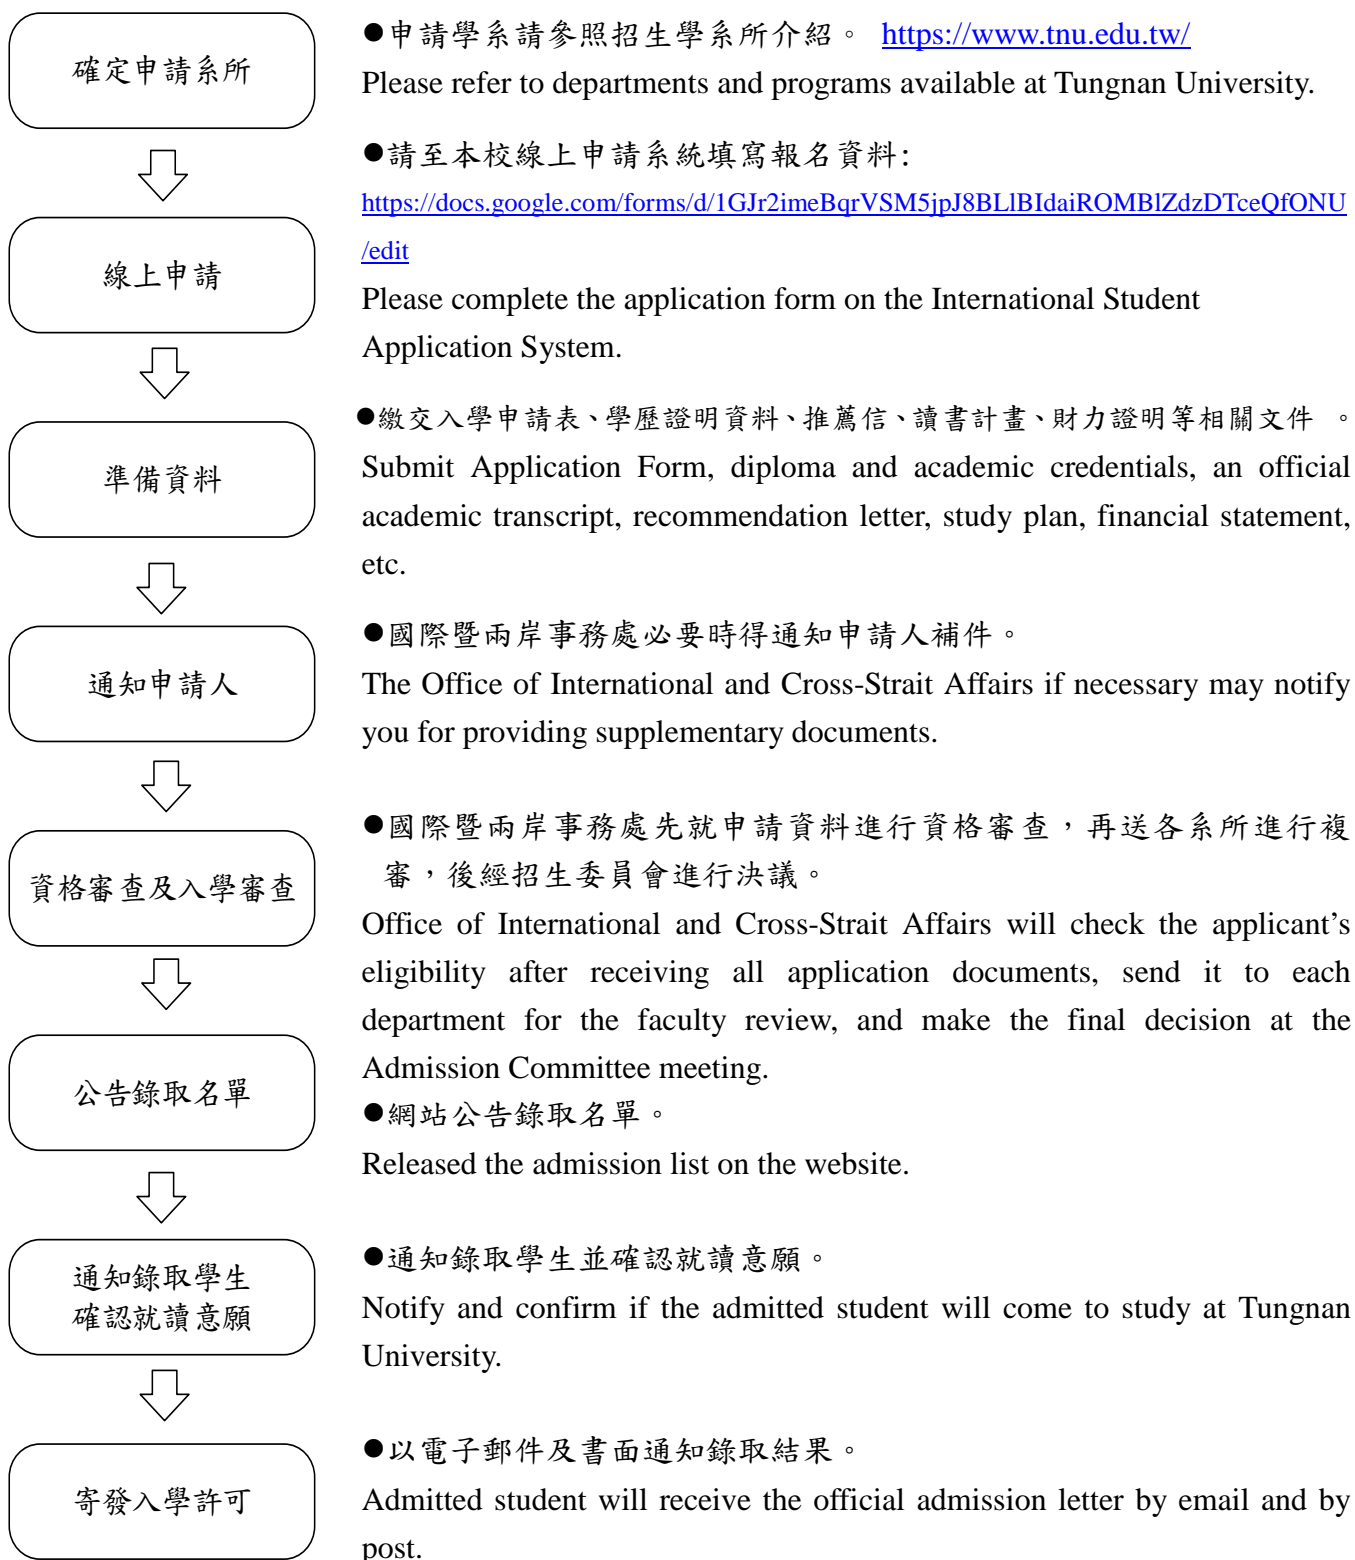 確定申請系所
●申請學系請參照招生學系所介紹。 https://www.tnu.edu.tw/
Please refer to departments and programs available at Tungnan University.
線上申請
●請至本校線上申請系統填寫報名資料:
https://docs.google.com/forms/d/1GJr2imeBqrVSM5jpJ8BLlBIdaiROMBlZdzDTceQfONU
/edit
Please complete the application form on the International Student
Application System.
準備資料
●繳交入學申請表、學歷證明資料、推薦信、讀書計畫、財力證明等相關文件 。
Submit Application Form, diploma and academic credentials, an official
academic transcript, recommendation letter, study plan, financial statement,
etc.
通知申請人
●國際暨兩岸事務處必要時得通知申請人補件。
The Office of International and Cross-Strait Affairs if necessary may notify
you for providing supplementary documents.
資格審查及入學審查
●國際暨兩岸事務處先就申請資料進行資格審查，再送各系所進行複
審，後經招生委員會進行決議。
Office of International and Cross-Strait Affairs will check the applicant’s
eligibility after receiving all application documents, send it to each
department for the faculty review, and make the final decision at the
Admission Committee meeting.
公告錄取名單
●網站公告錄取名單。
Released the admission list on the website.
通知錄取學生
確認就讀意願
●通知錄取學生並確認就讀意願。
Notify and confirm if the admitted student will come to study at Tungnan
University.
寄發入學許可
●以電子郵件及書面通知錄取結果。
Admitted student will receive the official admission letter by email and by
post.